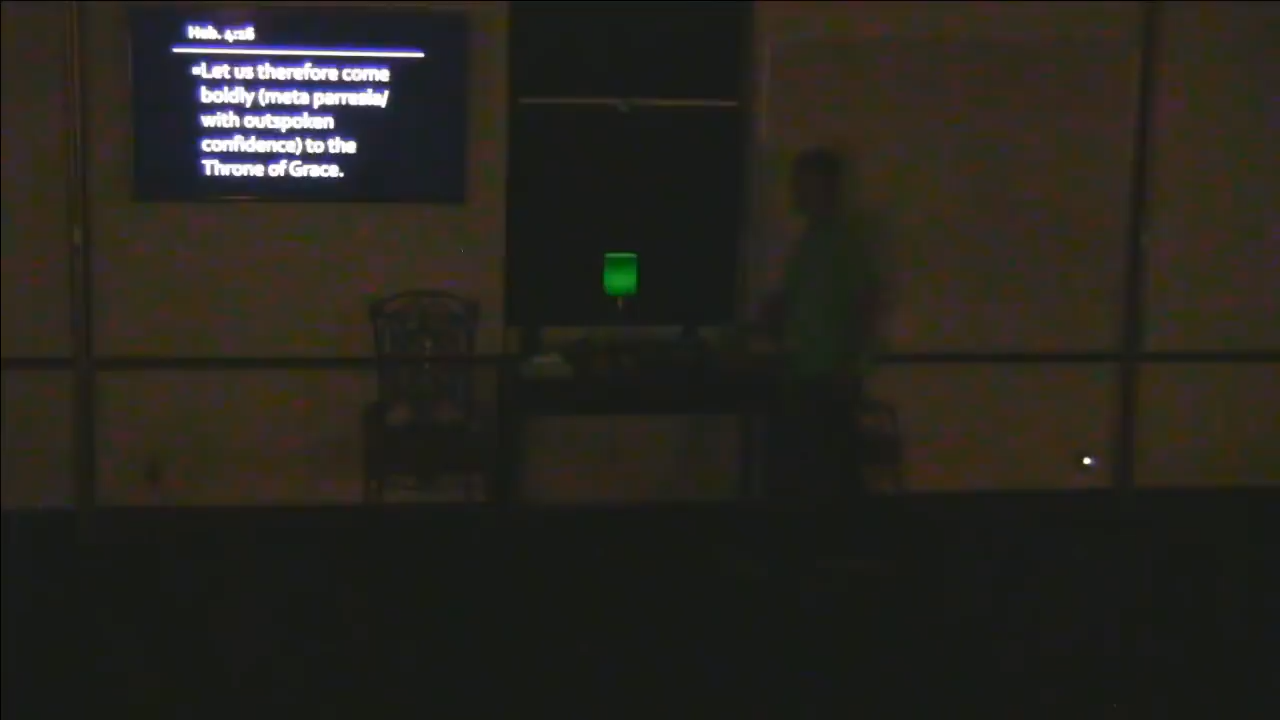 Heb. 4:16
▪Let us therefore come
boldly (meta parresia/
with outspoken
confidence) to the
Throne of Grace.